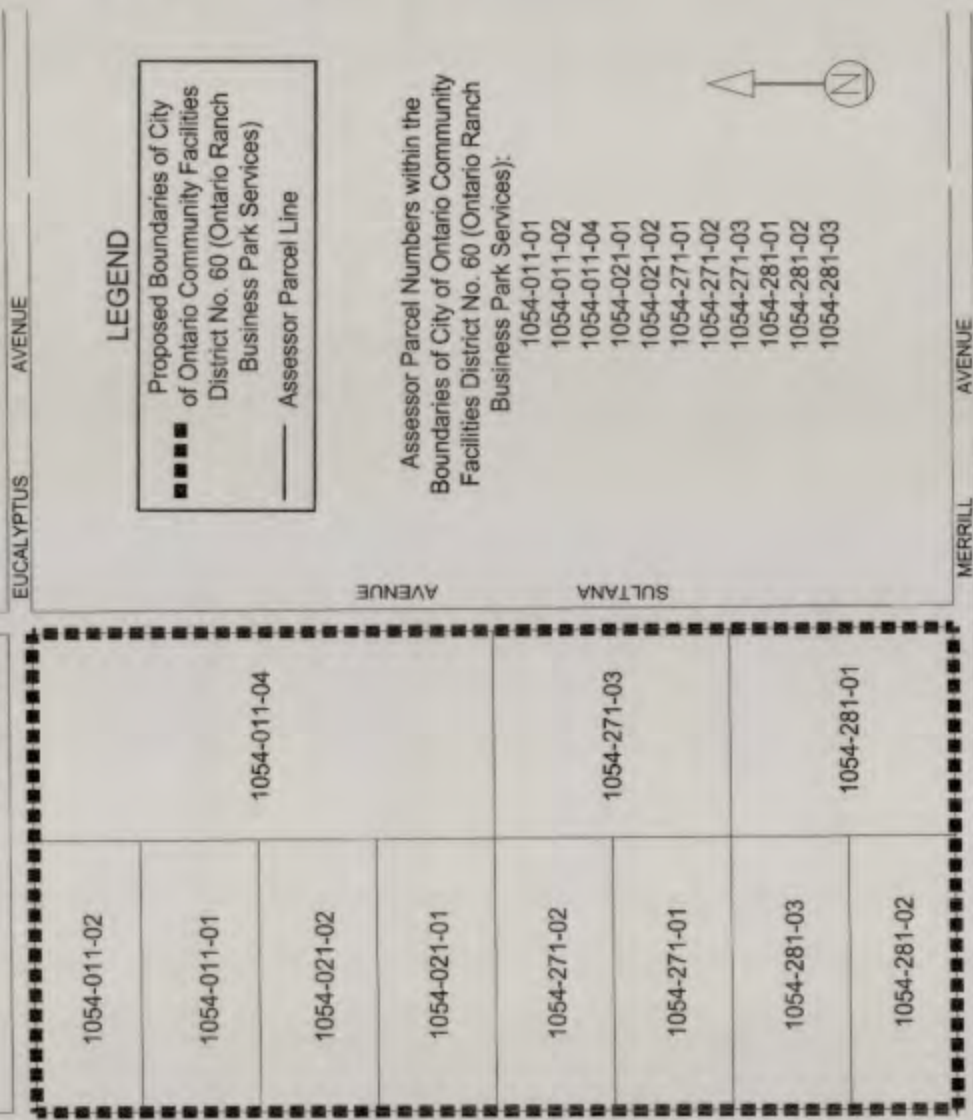 EUCALYPTUS AVENUE
LEGEND
Proposed Boundaries of City
of Ontario Community Facilities
District No. 60 (Ontario Ranch
Business Park Services)
Assessor Parcel Line
Assessor Parcel Numbers within the
Boundaries of City of Ontario Community
Facilities District No. 60 (Ontario Ranch
Business Park Services):
1054-011-01
1054-011-02
1054-011-04
1054-021-01
1054-021-02
1054-271-01
1054-271-02
1054-271-03
1054-281-01
1054-281-02
1054-281-03
N
SULTANA AVENUE
MERRILL AVENUE
1054-011-02
1054-011-01
1054-021-02
1054-021-01
1054-271-02
1054-271-01
1054-281-03
1054-281-02
1054-011-04
1054-271-03
1054-281-01